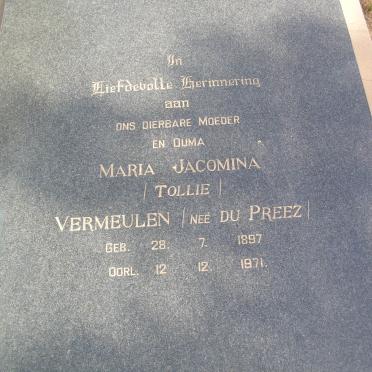 In
Liefdevolle Herinnering
aan
ONS DIERBARE MOEDER
EN OUMA
MARIA JACOMINA
| TOLLIE |
VERMEULEN | NEË DU PREEZ |
GEB. 28. 7. 1897
OORL. 12 12. 1971.